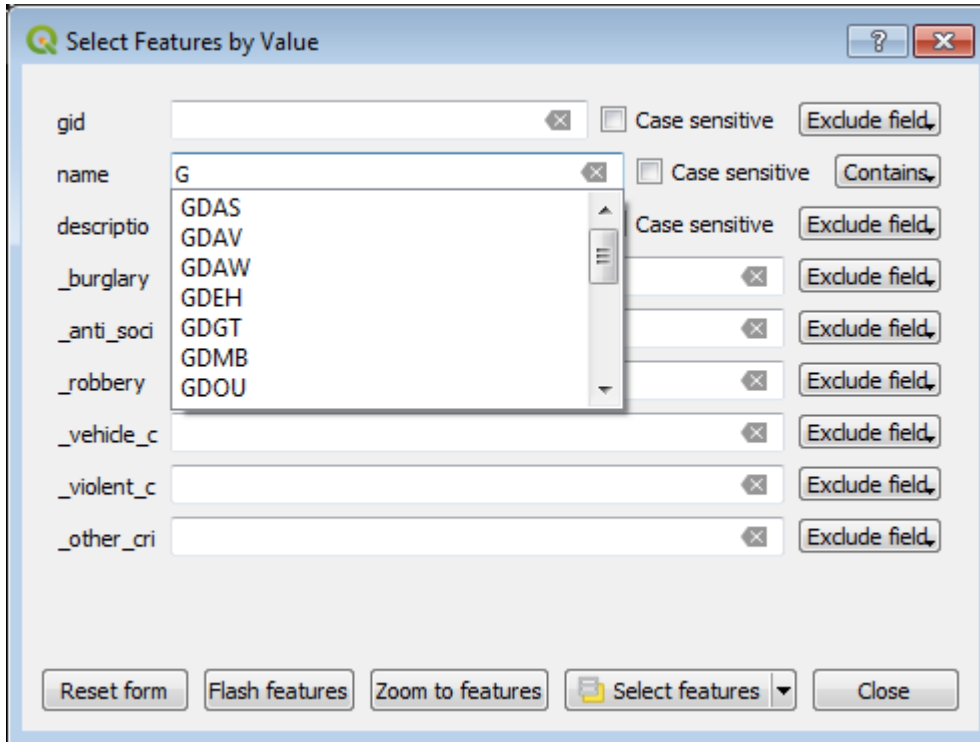 Select Features by Value
gid Case sensitive Exclude field
name G Case sensitive Contains
GDAS
descriptio Case sensitive Exclude field
GDAV
GDAW
_burglary Exclude field
GDEH
_anti_soci Exclude field
GDGT
GDMB
_robbery Exclude field
GDOU
_vehicle_c Exclude field
_violent_c Exclude field
_other_cri Exclude field
Reset form Flash features Zoom to features Select features Close